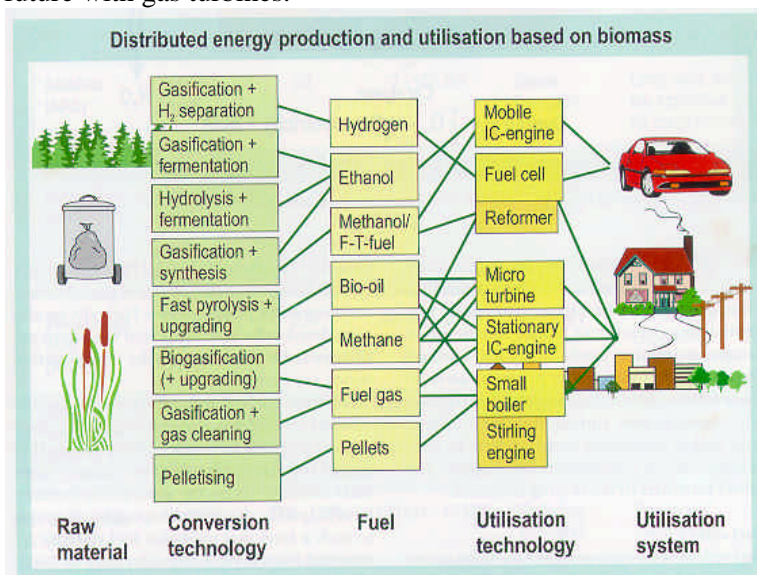 future with gas turbines.
Distributed energy production and utilisation based on biomass
Gasification +
H₂ separation
Gasification +
fermentation
Hydrolysis +
fermentation
Gasification +
synthesis
Fast pyrolysis +
upgrading
Biogasification
(+ upgrading)
Gasification +
gas cleaning
Pelletising
Hydrogen
Ethanol
Methanol/
F-T-fuel
Bio-oil
Methane
Fuel gas
Pellets
Mobile
IC-engine
Fuel cell
Reformer
Micro
turbine
Stationary
IC-engine
Small
boiler
Stirling
engine
Raw
material
Conversion
technology
Fuel
Utilisation
technology
Utilisation
system